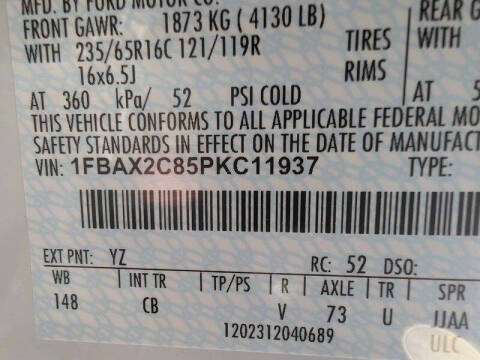 MFD. BY FORD MOTOR CO.
FRONT GAWR: 1873 KG ( 4130 LB) REAR G
WITH 235/65R16C 121/119R TIRES WITH
16x6.5J RIMS
AT 360 kPa/ 52 PSI COLD AT 5
THIS VEHICLE CONFORMS TO ALL APPLICABLE FEDERAL MO
SAFETY STANDARDS IN EFFECT ON THE DATE OF MANUFACT
VIN: 1FBAX2C85PKC11937 TYPE:
EXT PNT: YZ RC: 52 DSO:
WB INT TR TP/PS R AXLE TR SPR
148 CB V 73 U JJAA
1202312040689 ULC